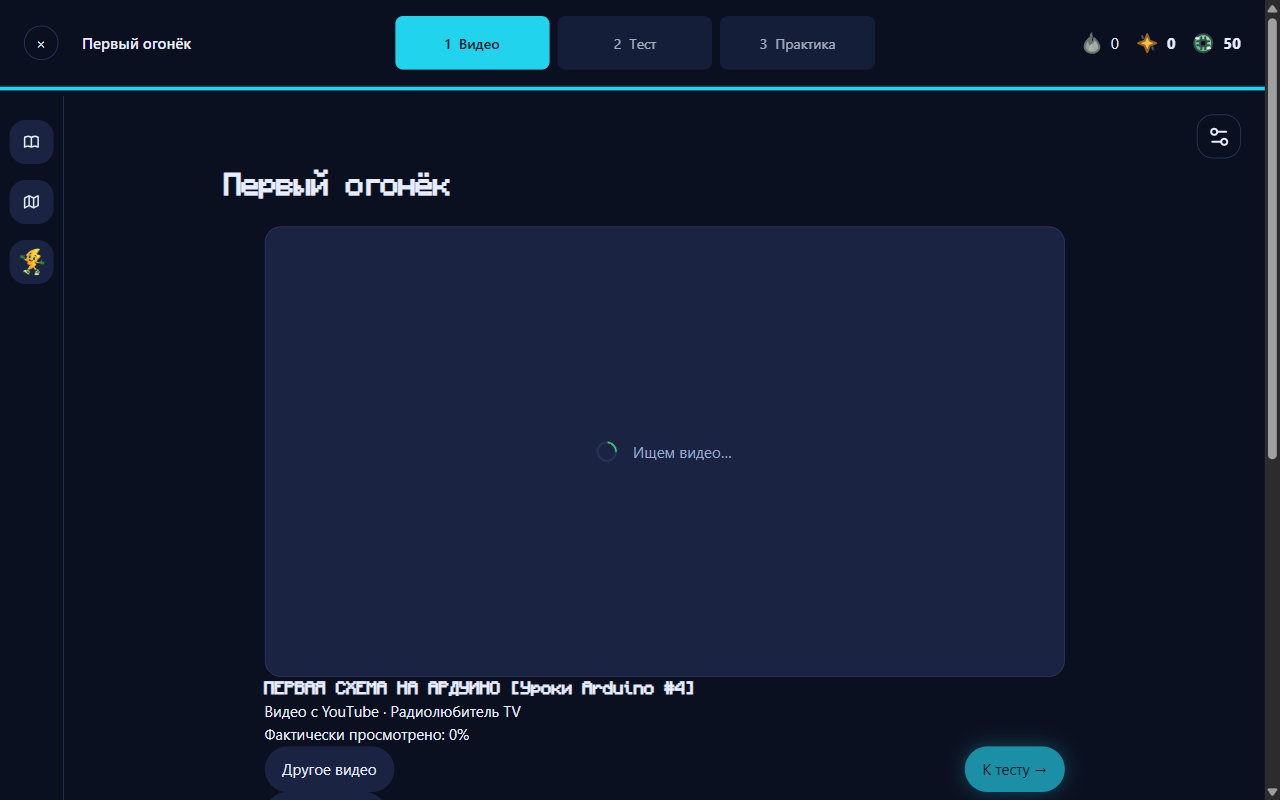 × Первый огонёк 1 Видео 2 Тест 3 Практика 0 0 50
Первый огонёк
Ищем видео...
ПЕРВАЯ СХЕМА НА АРДУИНО [Уроки Arduino #4]
Видео с YouTube · Радиолюбитель TV
Фактически просмотрено: 0%
Другое видео К тесту →